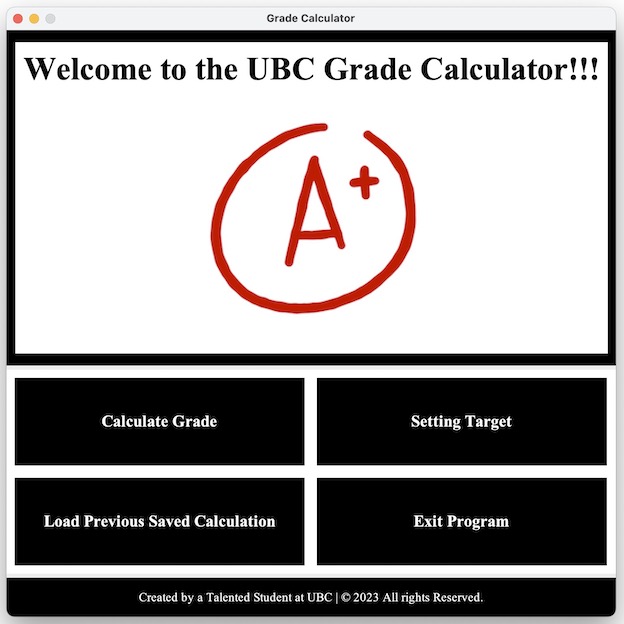 Grade Calculator
Welcome to the UBC Grade Calculator!!!
A+
Calculate Grade
Setting Target
Load Previous Saved Calculation
Exit Program
Created by a Talented Student at UBC | © 2023 All rights Reserved.